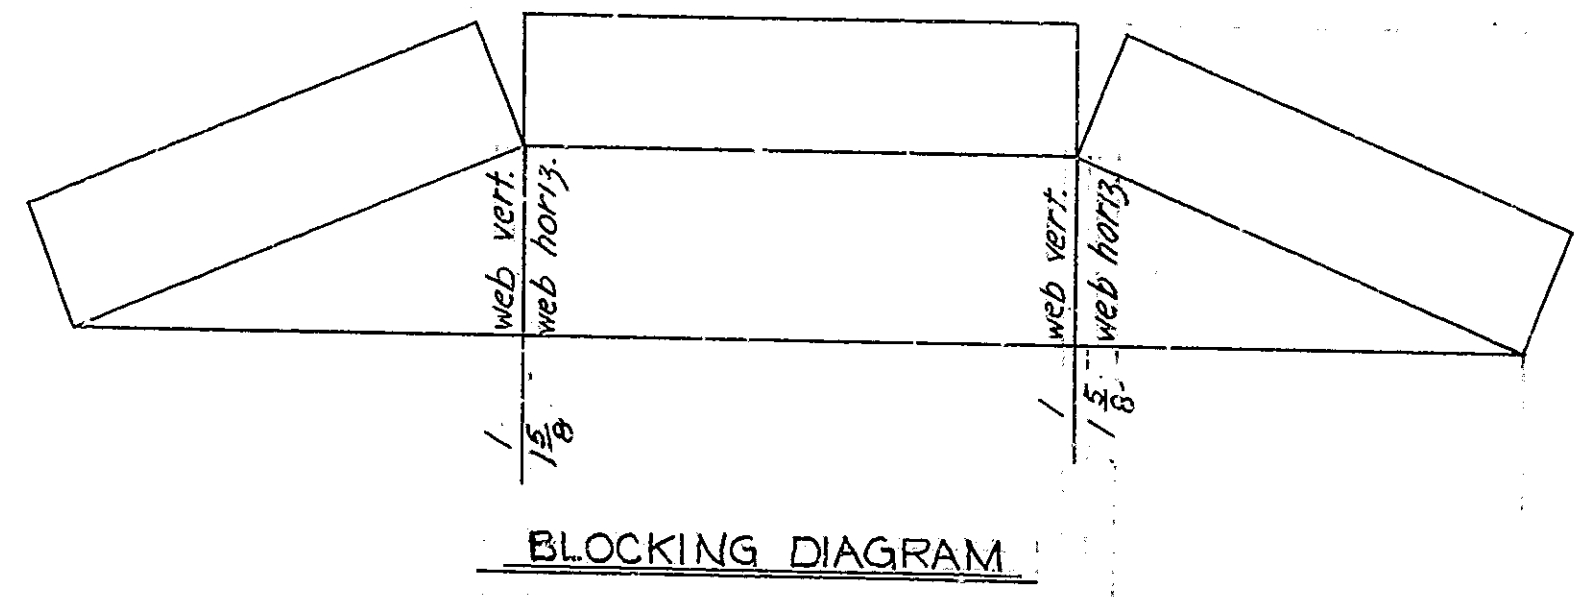 web vert.
web horiz.
1
1 5/8
web vert.
web horiz.
1
1 5/8
BLOCKING DIAGRAM